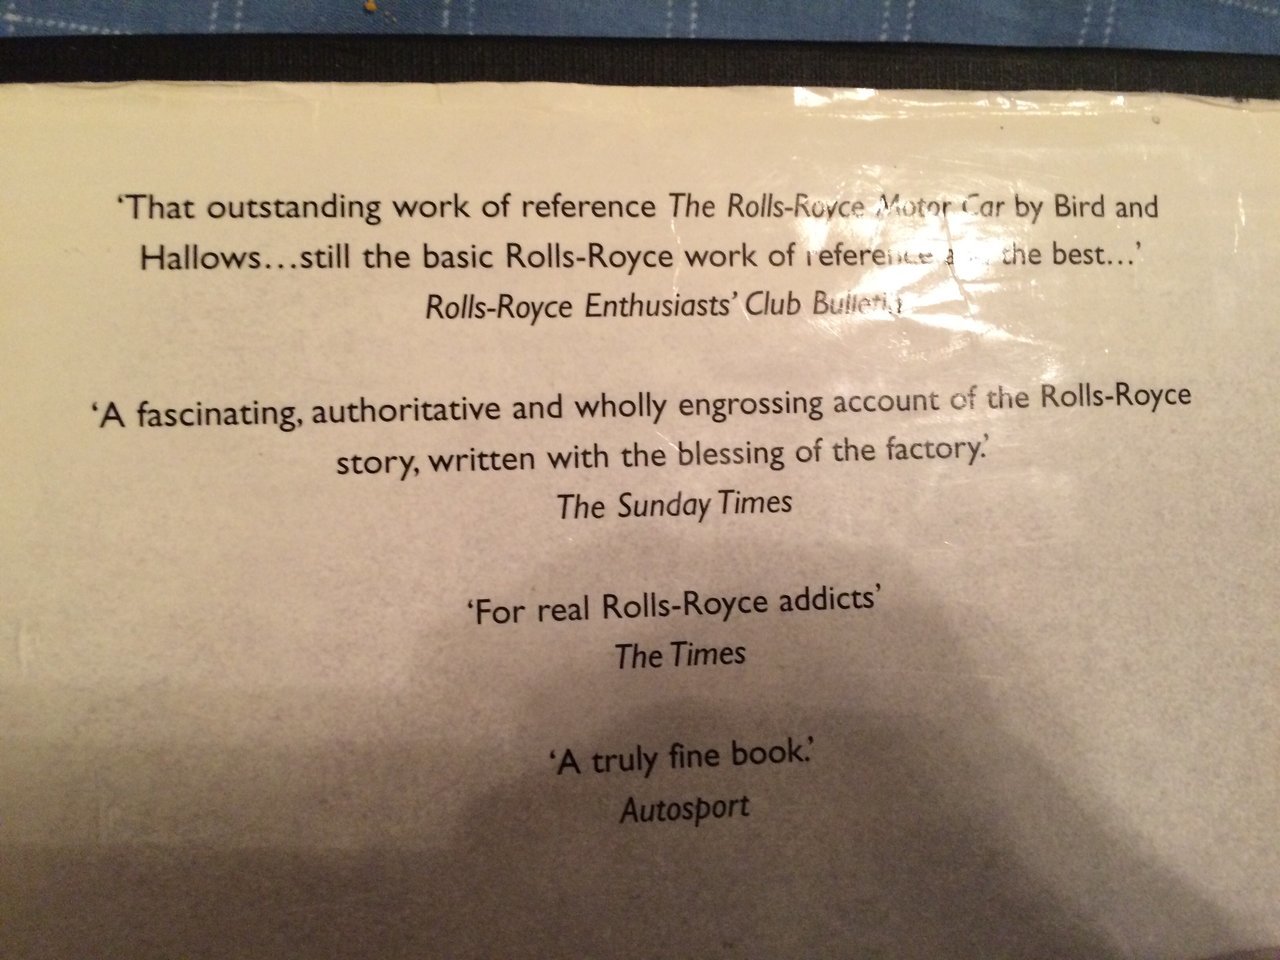 ‘That outstanding work of reference The Rolls-Royce Motor Car by Bird and
Hallows...still the basic Rolls-Royce work of reference the best...’
Rolls-Royce Enthusiasts’ Club Bulletin
‘A fascinating, authoritative and wholly engrossing account of the Rolls-Royce
story, written with the blessing of the factory.’
The Sunday Times
‘For real Rolls-Royce addicts’
The Times
‘A truly fine book.’
Autosport